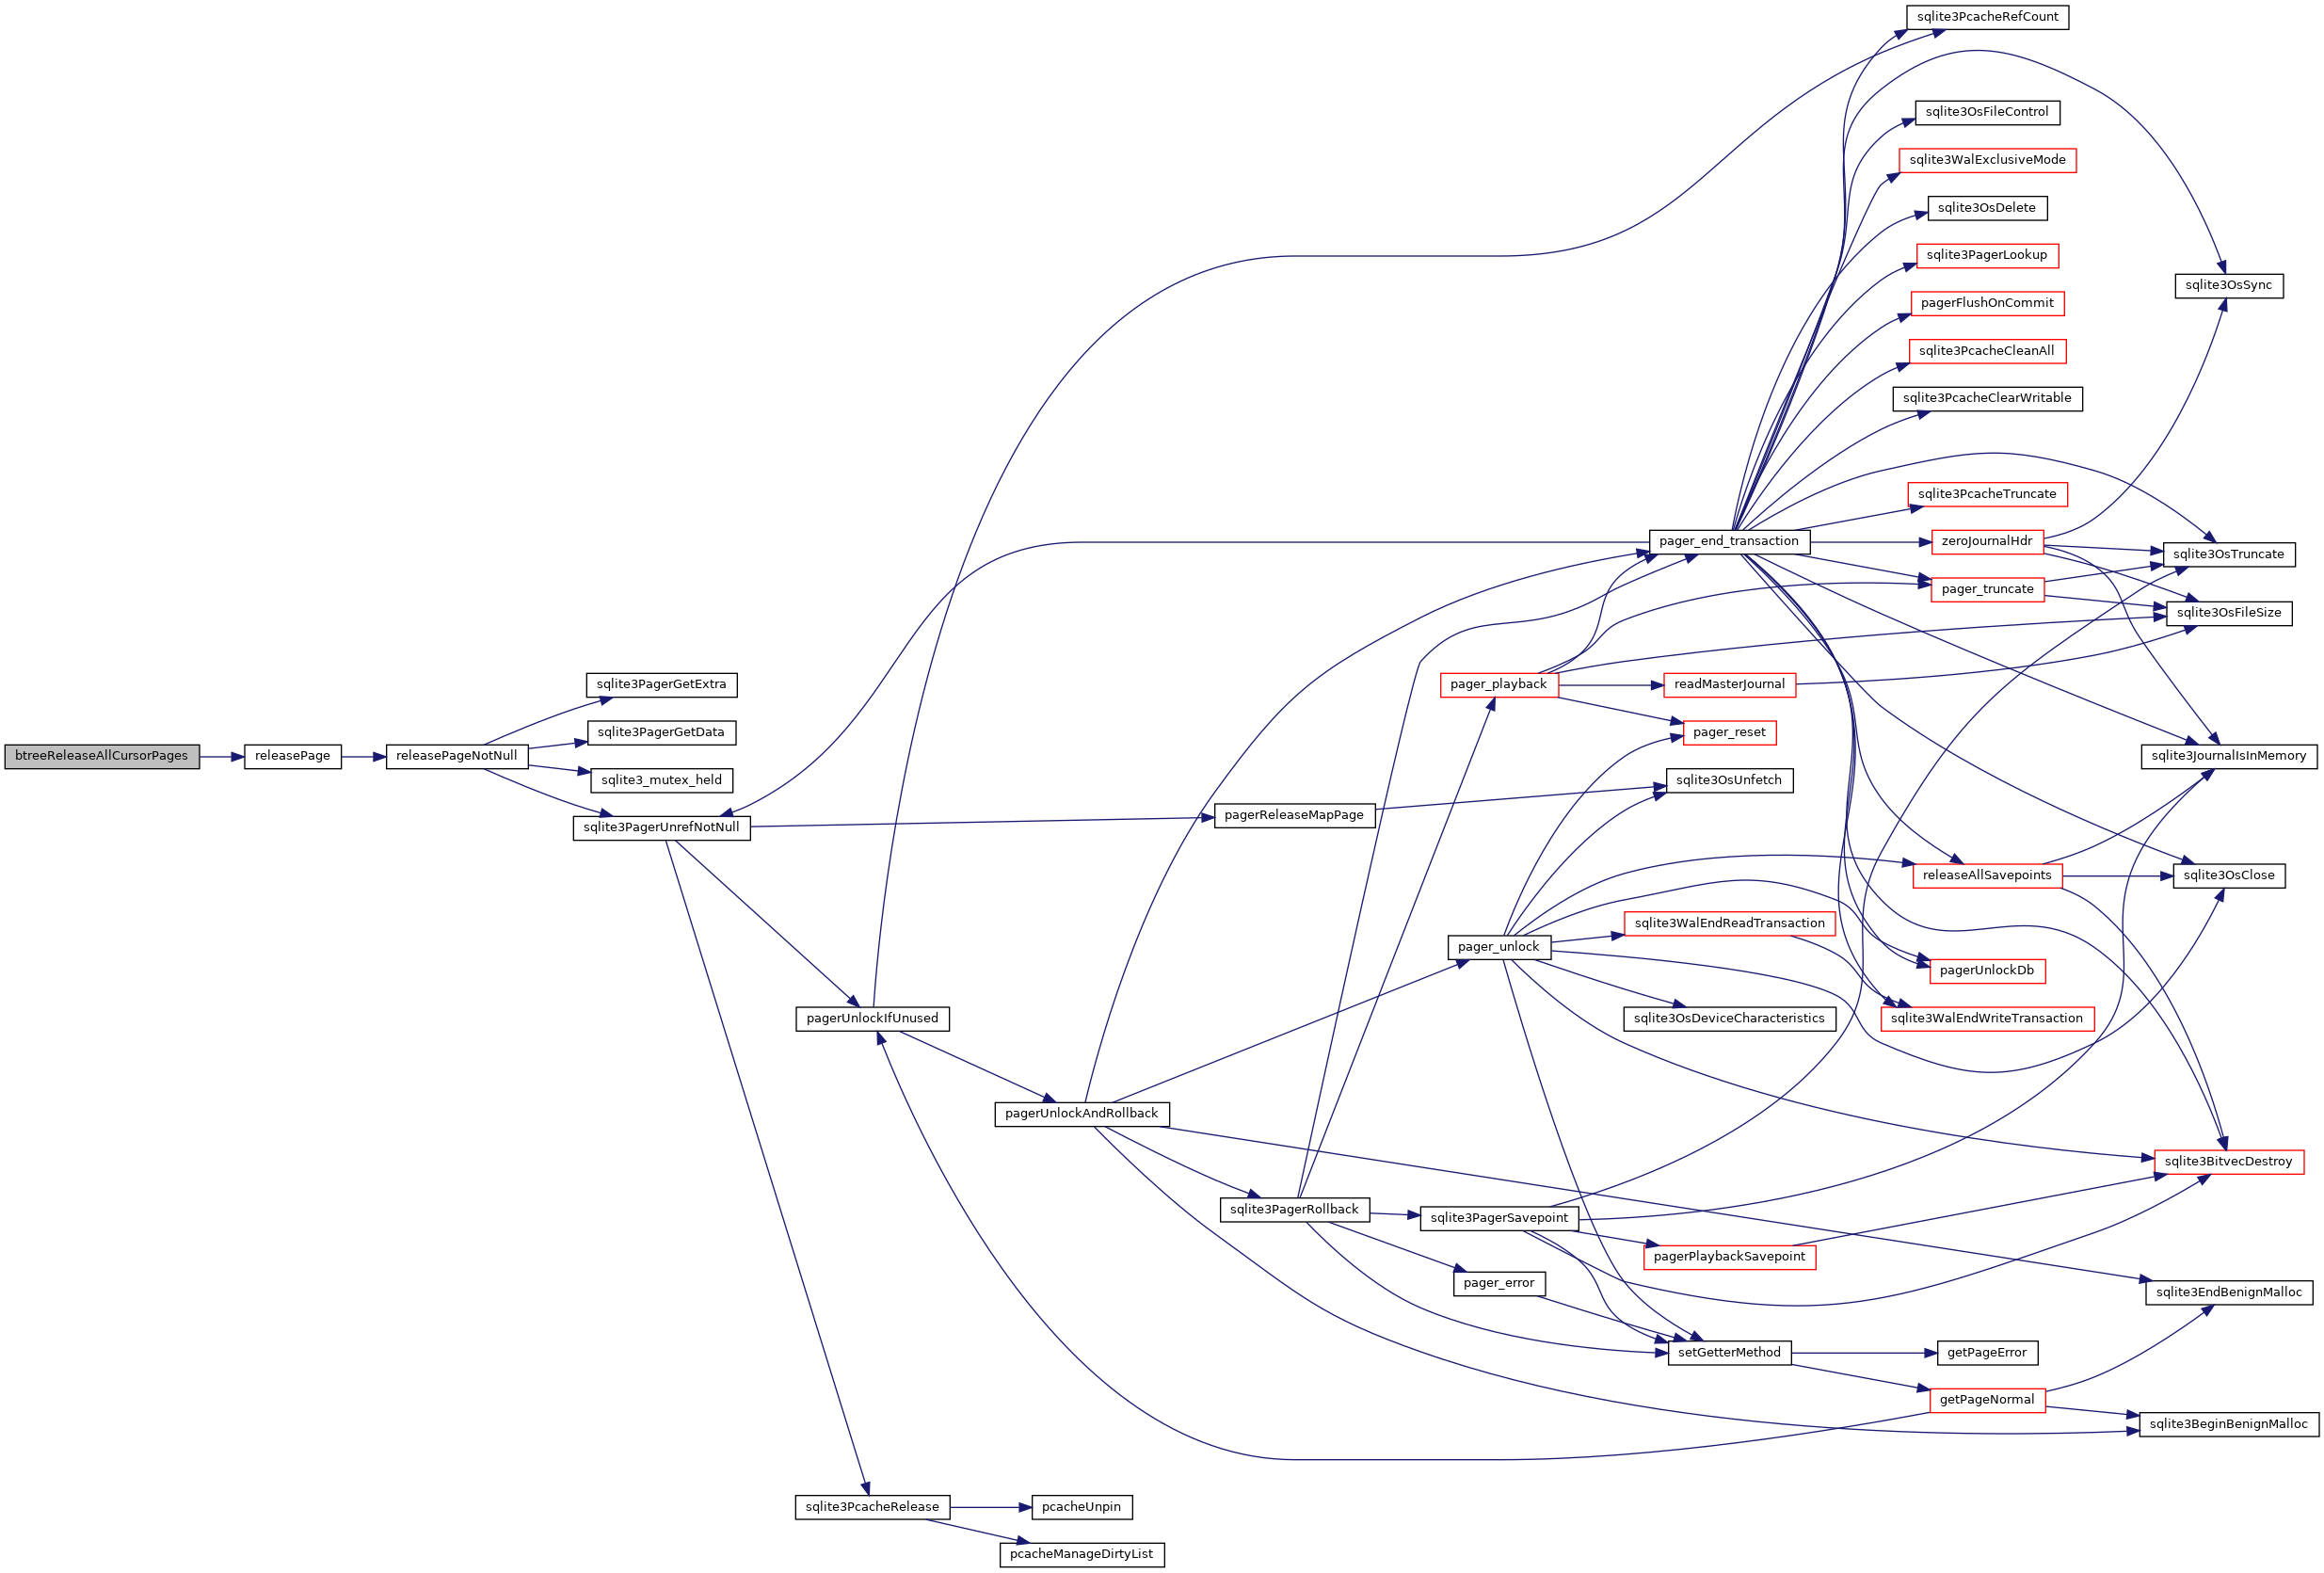 btreeReleaseAllCursorPages
releasePage
releasePageNotNull
sqlite3PagerGetExtra
sqlite3PagerGetData
sqlite3_mutex_held
sqlite3PagerUnrefNotNull
pagerUnlockIfUnused
sqlite3PcacheRelease
pagerUnlockAndRollback
pcacheUnpin
pcacheManageDirtyList
pagerReleaseMapPage
sqlite3PagerRollback
pager_playback
pager_unlock
sqlite3PagerSavepoint
pager_error
pager_end_transaction
readMasterJournal
pager_reset
sqlite3OsUnfetch
sqlite3WalEndReadTransaction
sqlite3OsDeviceCharacteristics
pagerPlaybackSavepoint
setGetterMethod
sqlite3PcacheRefCount
sqlite3OsFileControl
sqlite3WalExclusiveMode
sqlite3OsDelete
sqlite3PagerLookup
pagerFlushOnCommit
sqlite3PcacheCleanAll
sqlite3PcacheClearWritable
sqlite3PcacheTruncate
zeroJournalHdr
pager_truncate
releaseAllSavepoints
pagerUnlockDb
sqlite3WalEndWriteTransaction
getPageError
getPageNormal
sqlite3OsSync
sqlite3OsTruncate
sqlite3OsFileSize
sqlite3JournalIsInMemory
sqlite3OsClose
sqlite3BitvecDestroy
sqlite3EndBenignMalloc
sqlite3BeginBenignMalloc